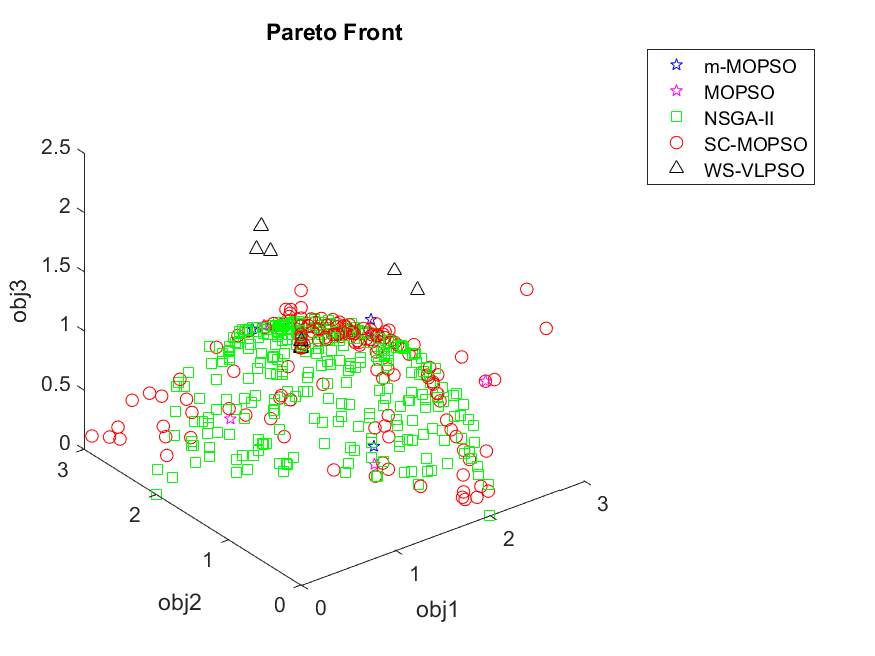 Pareto Front
m-MOPSO
MOPSO
NSGA-II
SC-MOPSO
WS-VLPSO
2.5
2
1.5
1
0.5
0
obj3
3
2
1
0
obj2
0
1
2
3
obj1